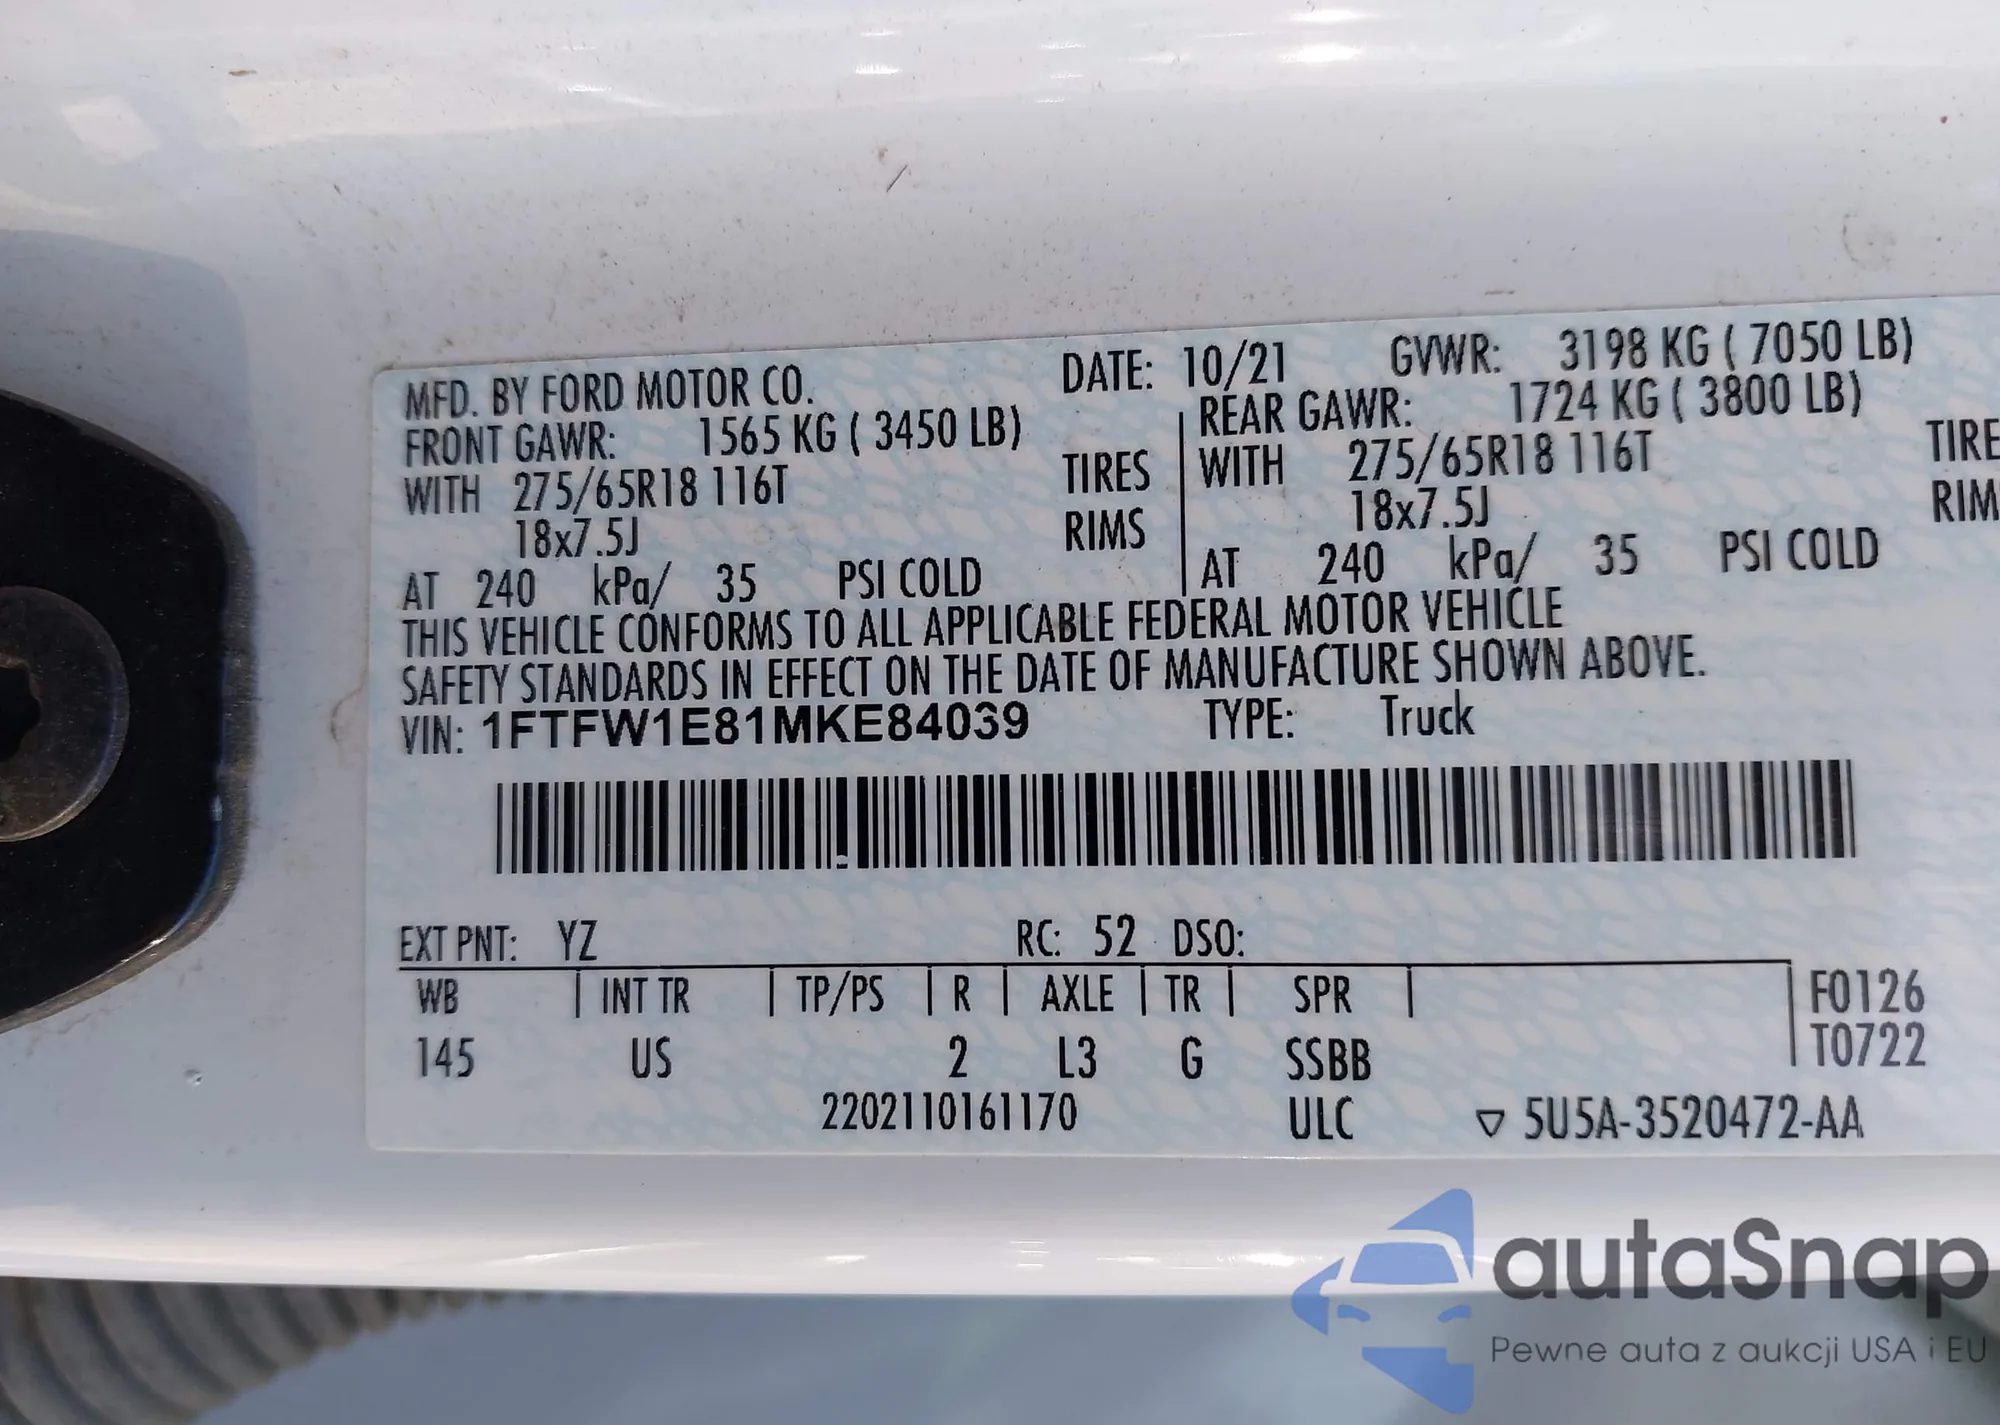 MFD. BY FORD MOTOR CO. DATE: 10/21 GVWR: 3198 KG ( 7050 LB)
FRONT GAWR: 1565 KG ( 3450 LB) REAR GAWR: 1724 KG ( 3800 LB)
WITH 275/65R18 116T TIRES WITH 275/65R18 116T TIRE
18x7.5J RIMS 18x7.5J RIM
AT 240 kPa/ 35 PSI COLD AT 240 kPa/ 35 PSI COLD
THIS VEHICLE CONFORMS TO ALL APPLICABLE FEDERAL MOTOR VEHICLE
SAFETY STANDARDS IN EFFECT ON THE DATE OF MANUFACTURE SHOWN ABOVE.
VIN: 1FTFW1E81MKE84039 TYPE: Truck
EXT PNT: YZ RC: 52 DSO:
WB INT TR TP/PS R AXLE TR SPR F0126
T0722
145 US 2 L3 G SSBB
2202110161170 ULC ▽ 5U5A-3520472-AA
autaSnap
Pewne auta z aukcji USA i EU